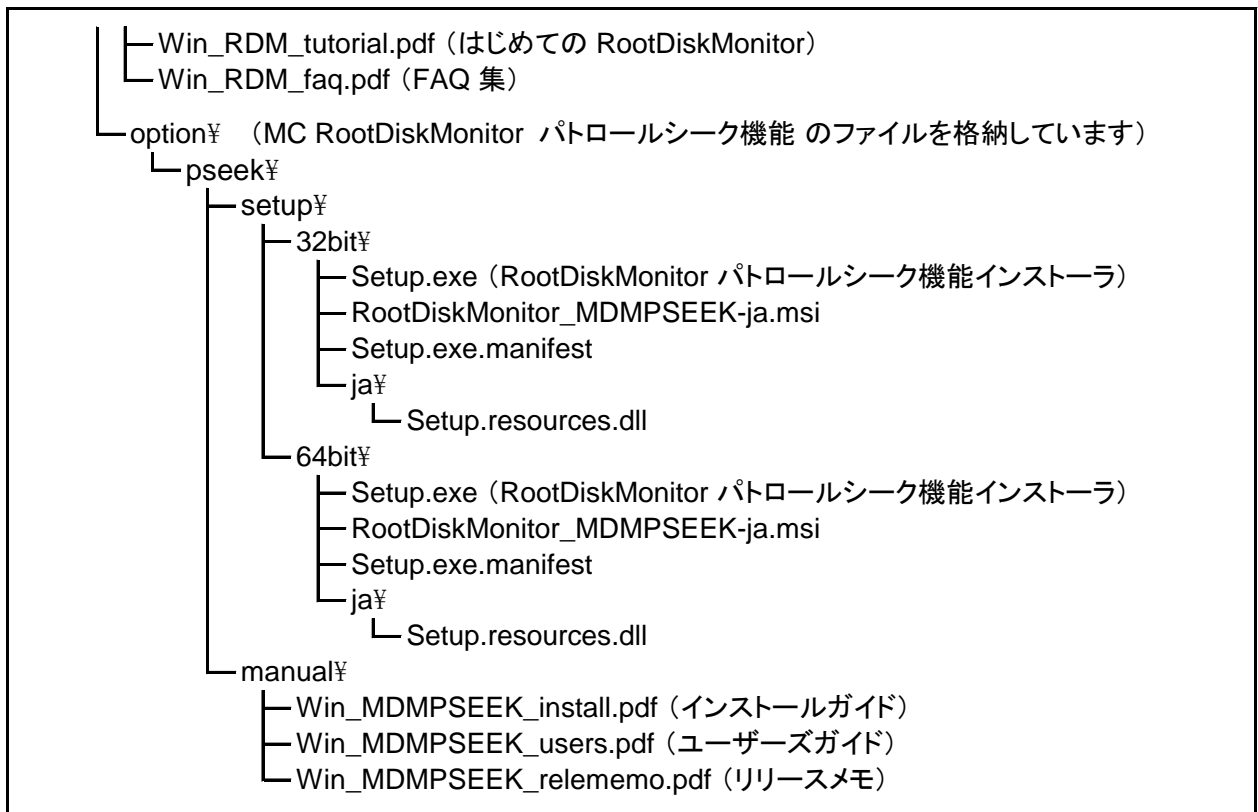 Win_RDM_tutorial.pdf （はじめての RootDiskMonitor）
Win_RDM_faq.pdf （FAQ 集）
option¥ （MC RootDiskMonitor パトロールシーク機能 のファイルを格納しています）
pseek¥
setup¥
32bit¥
Setup.exe （RootDiskMonitor パトロールシーク機能インストーラ）
RootDiskMonitor_MDMPSEEK-ja.msi
Setup.exe.manifest
ja¥
Setup.resources.dll
64bit¥
Setup.exe （RootDiskMonitor パトロールシーク機能インストーラ）
RootDiskMonitor_MDMPSEEK-ja.msi
Setup.exe.manifest
ja¥
Setup.resources.dll
manual¥
Win_MDMPSEEK_install.pdf （インストールガイド）
Win_MDMPSEEK_users.pdf （ユーザーズガイド）
Win_MDMPSEEK_relememo.pdf （リリースメモ）